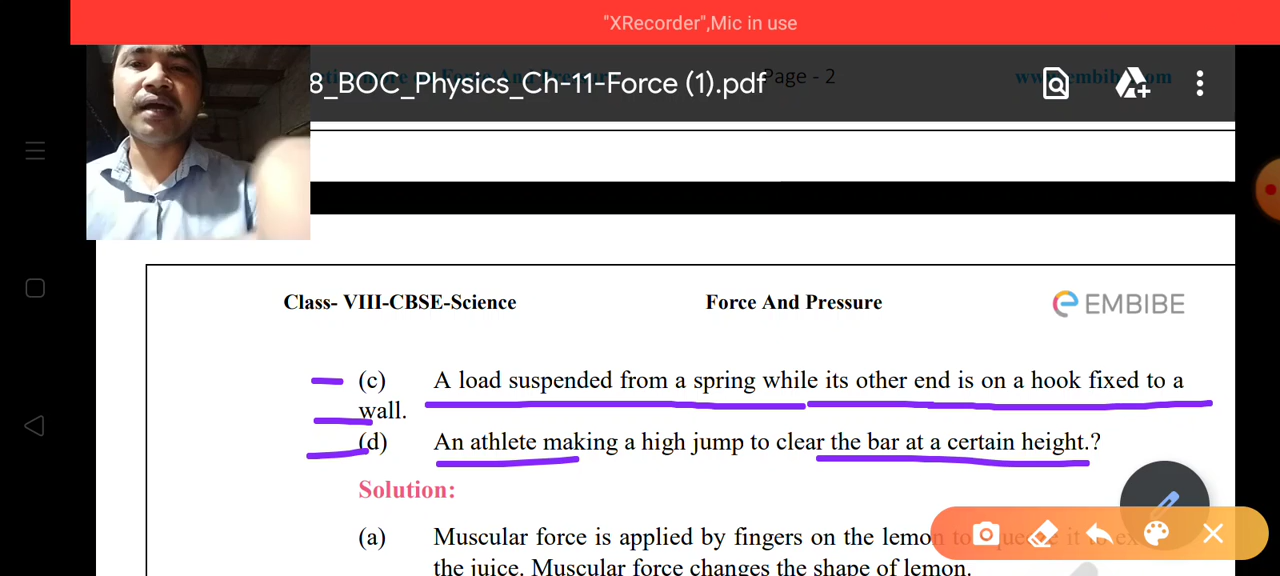 "XRecorder",Mic in use
8_BOC_Physics_Ch-11-Force (1).pdf
Page - 2
Class- VIII-CBSE-Science Force And Pressure EMBIBE
(c) A load suspended from a spring while its other end is on a hook fixed to a
wall.
(d) An athlete making a high jump to clear the bar at a certain height.?
Solution:
(a) Muscular force is applied by fingers on the lemon to
the juice. Muscular force changes the shape of lemon.